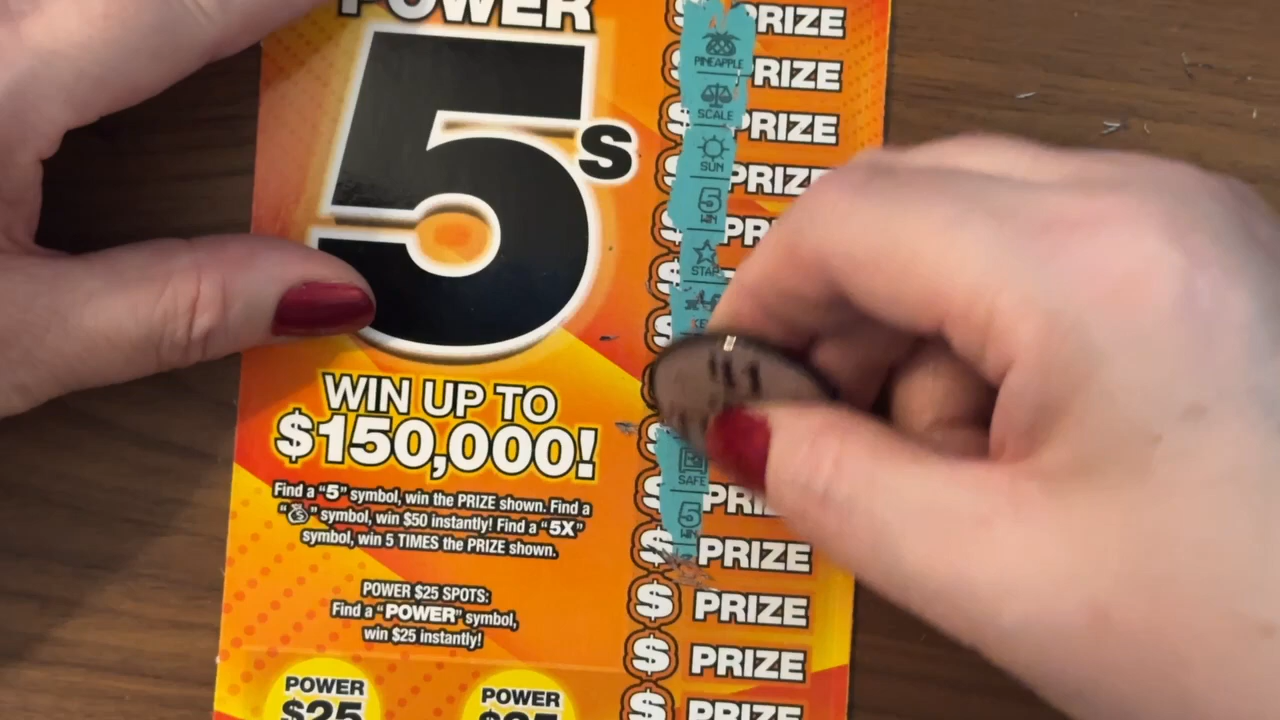 POWER
5s
WIN UP TO
$150,000!
Find a "5" symbol, win the PRIZE shown. Find a
" " symbol, win $50 instantly! Find a "5X"
symbol, win 5 TIMES the PRIZE shown.
POWER $25 SPOTS:
Find a "POWER" symbol,
win $25 instantly!
POWER
$25
POWER
$25
$ PRIZE
PINEAPPLE
$ PRIZE
SCALE
$ PRIZE
SUN
$ PRIZE
5
WIN
$ PR
STAR
$
$
$
SAFE
$ PRI
5
WIN
$ PRIZE
$ PRIZE
$ PRIZE
$ PRIZE